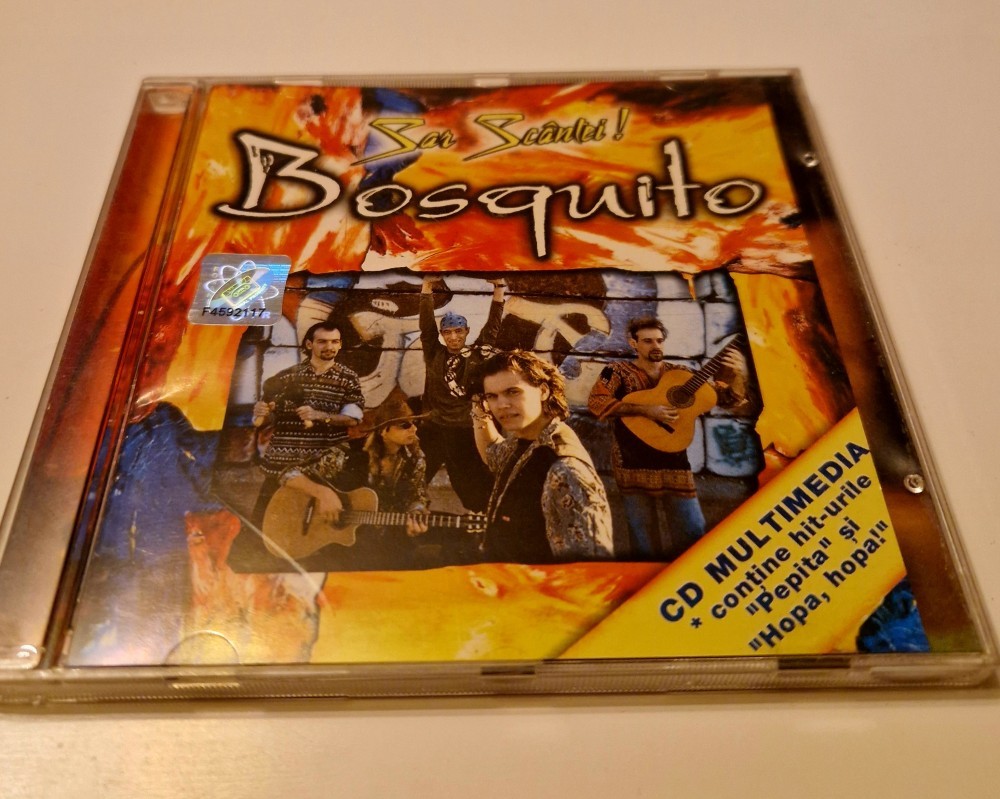 Sar Scântei!
Bosquito
F4592117
CD MULTIMEDIA
* conține hit-urile
"Pepita" și
"Hopa, hopa!"